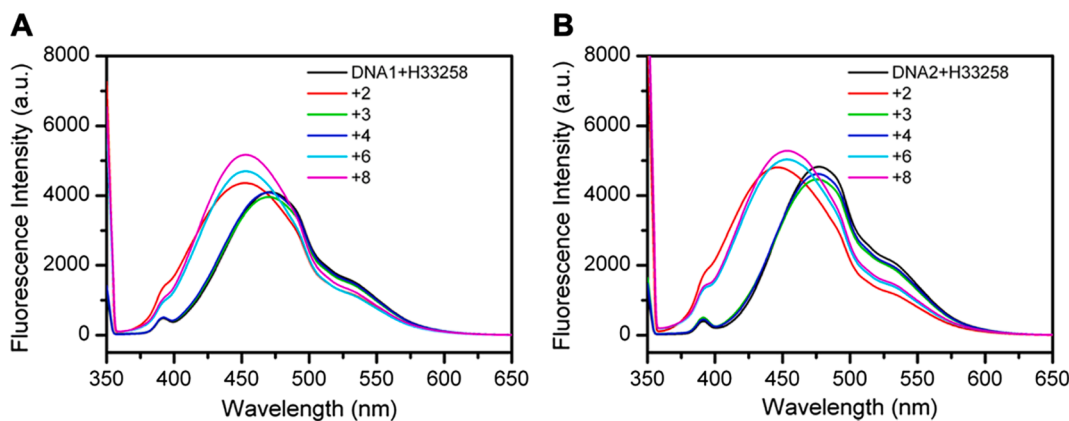 A
8000
6000
4000
2000
0
Fluorescence Intensity (a.u.)
DNA1+H33258
+2
+3
+4
+6
+8
350 400 450 500 550 600 650
Wavelength (nm)
B
8000
6000
4000
2000
0
Fluorescence Intensity (a.u.)
DNA2+H33258
+2
+3
+4
+6
+8
350 400 450 500 550 600 650
Wavelength (nm)